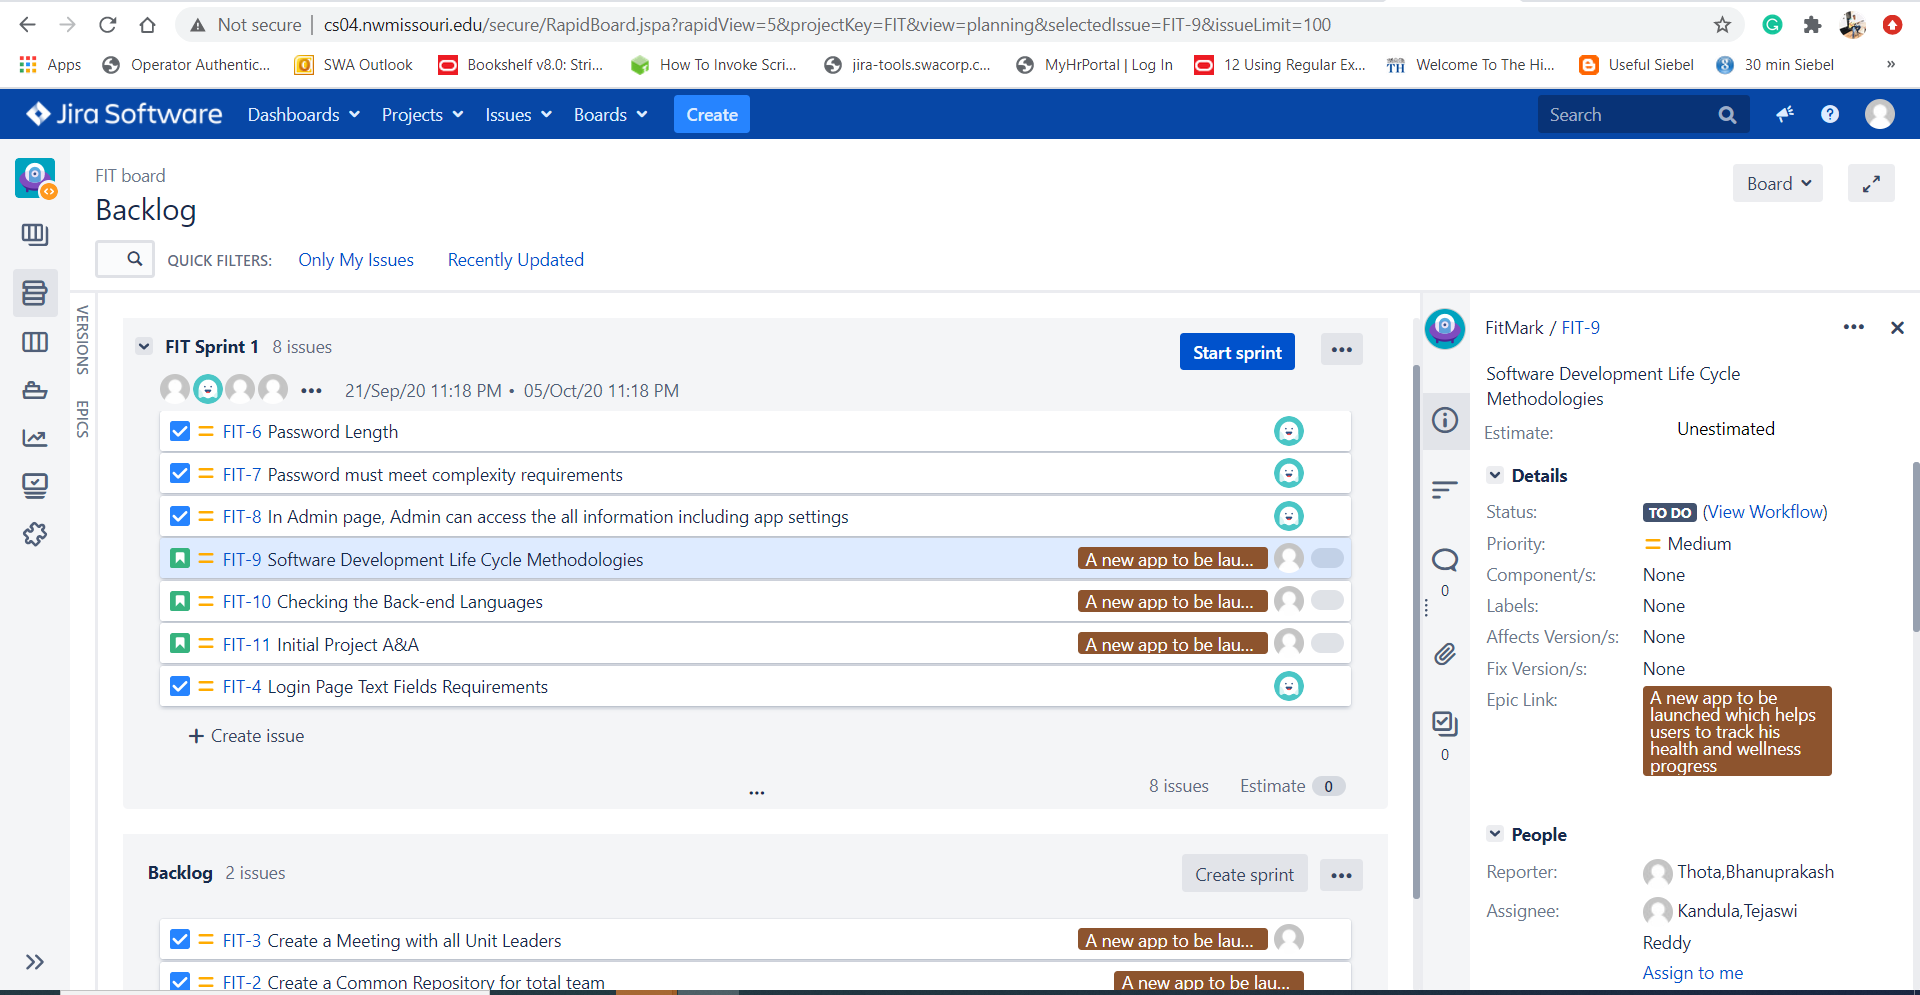 Not secure | cs04.nwmissouri.edu/secure/RapidBoard.jspa?rapidView=5&projectKey=FIT&view=planning&selectedIssue=FIT-9&issueLimit=100
Apps Operator Authentic... SWA Outlook Bookshelf v8.0: Stri... How To Invoke Scri... jira-tools.swacorp.c... MyHrPortal | Log In 12 Using Regular Ex... TH Welcome To The Hi... Useful Siebel 30 min Siebel »
Jira Software Dashboards Projects Issues Boards Create Search
FIT board
Backlog
Board
QUICK FILTERS: Only My Issues Recently Updated
VERSIONS
EPICS
FIT Sprint 1 8 issues Start sprint ...
... 21/Sep/20 11:18 PM • 05/Oct/20 11:18 PM
FIT-6 Password Length
FIT-7 Password must meet complexity requirements
FIT-8 In Admin page, Admin can access the all information including app settings
FIT-9 Software Development Life Cycle Methodologies A new app to be lau...
FIT-10 Checking the Back-end Languages A new app to be lau...
FIT-11 Initial Project A&A A new app to be lau...
FIT-4 Login Page Text Fields Requirements
+ Create issue
8 issues Estimate 0
...
Backlog 2 issues Create sprint ...
FIT-3 Create a Meeting with all Unit Leaders A new app to be lau...
FIT-2 Create a Common Repository for total team A new app to be lau...
0
0
FitMark / FIT-9 ...
Software Development Life Cycle
Methodologies
Estimate: Unestimated
Details
Status: TO DO (View Workflow)
Priority: Medium
Component/s: None
Labels: None
Affects Version/s: None
Fix Version/s: None
Epic Link: A new app to be
launched which helps
users to track his
health and wellness
progress
People
Reporter: Thota,Bhanuprakash
Assignee: Kandula,Tejaswi
Reddy
Assign to me